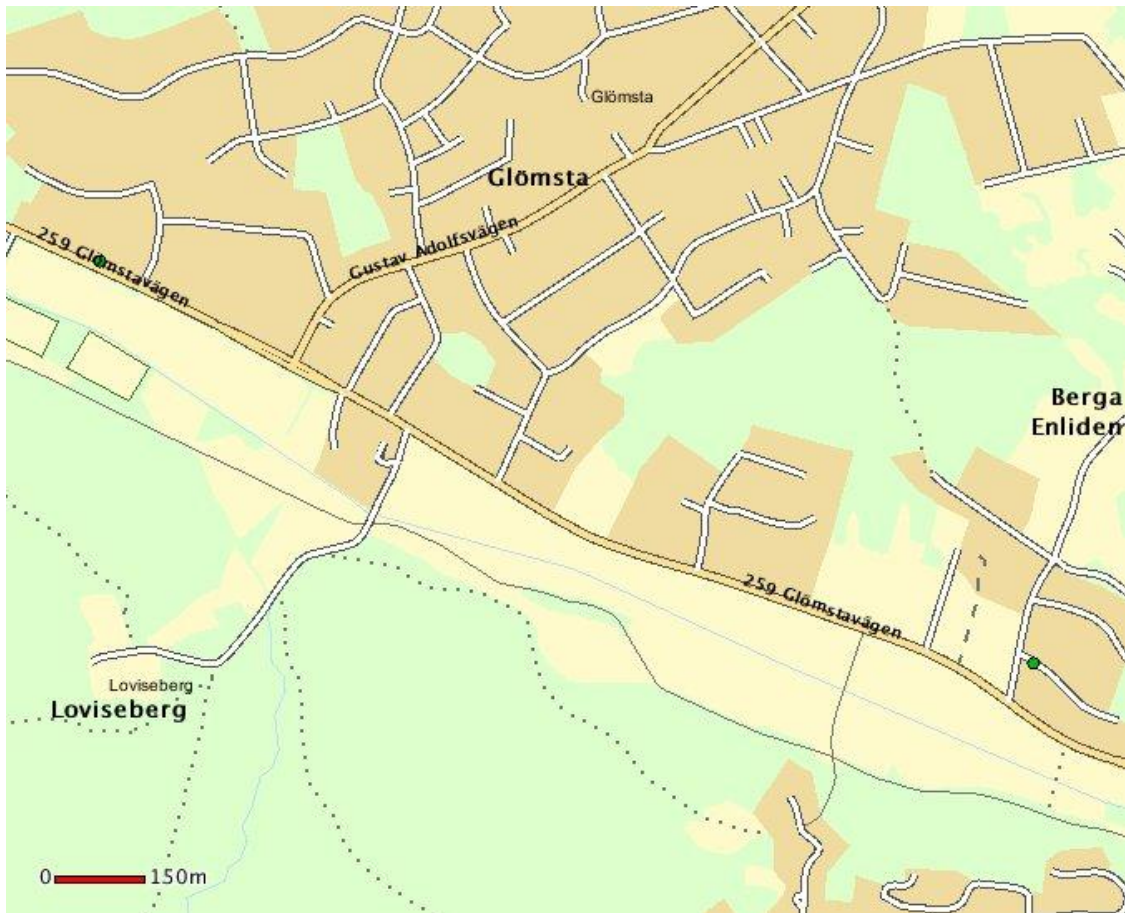 Glömsta
Glömsta
Gustav Adolfsvägen
259 Glömstavägen
Berga
Enliden
259 Glömstavägen
Loviseberg
Loviseberg
0 150m